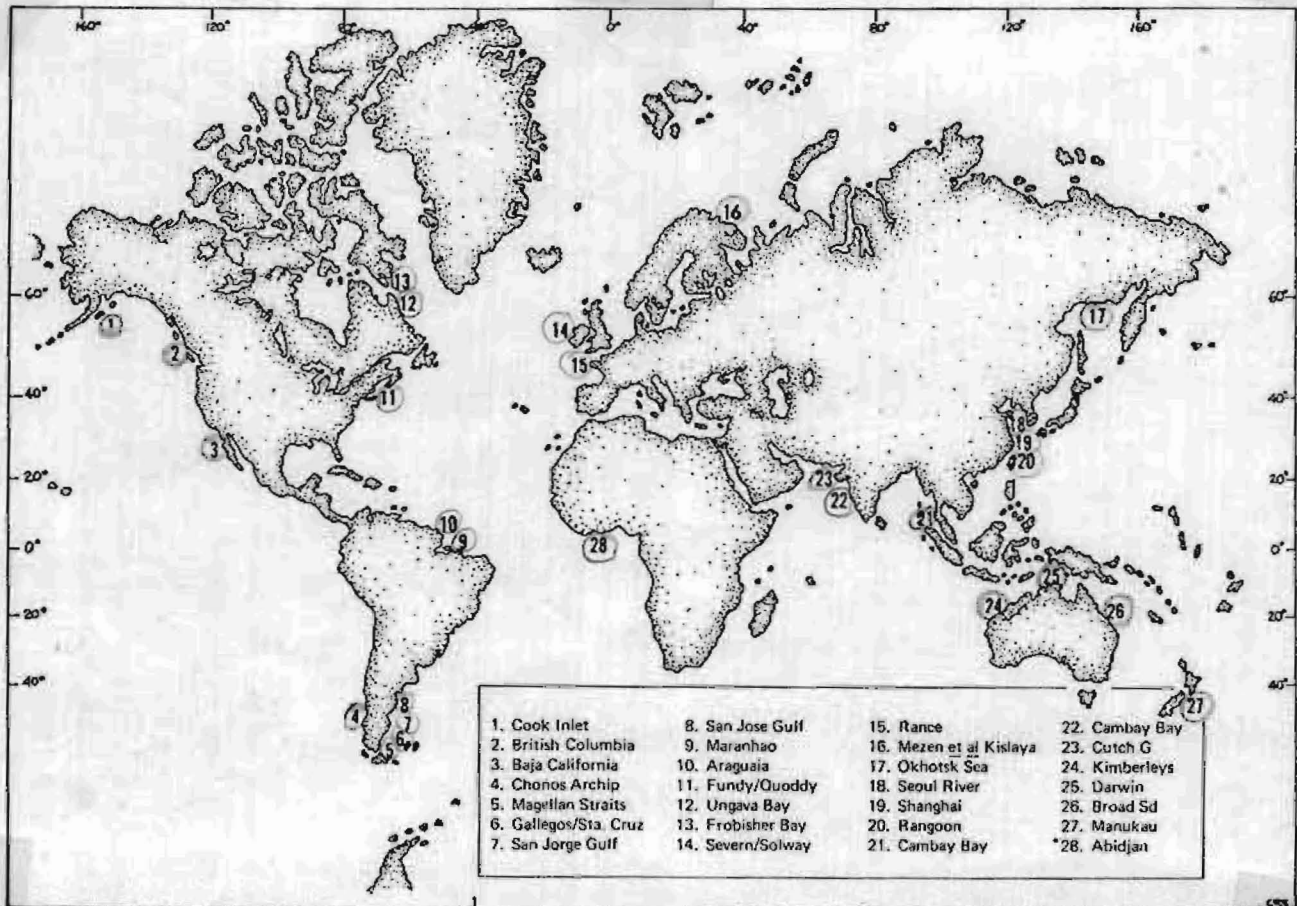 160° 120° 0° 40° 80° 120° 160°
16
13
60° 12 60°
1 14 17
2 15
40° 11 40°
18
3 19
20
20° 23 20°
22
10 21
0° 9 28 0°
25
24 26
20° 20°
40° 40°
8
4 7 27
6
5
1. Cook Inlet
2. British Columbia
3. Baja California
4. Chonos Archip
5. Magellan Straits
6. Gallegos/Sta. Cruz
7. San Jorge Gulf
8. San Jose Gulf
9. Maranhao
10. Araguaia
11. Fundy/Quoddy
12. Ungava Bay
13. Frobisher Bay
14. Severn/Solway
15. Rance
16. Mezen et al Kislaya
17. Okhotsk Sea
18. Seoul River
19. Shanghai
20. Rangoon
21. Cambay Bay
22. Cambay Bay
23. Cutch G
24. Kimberleys
25. Darwin
26. Broad Sd
27. Manukau
28. Abidjan